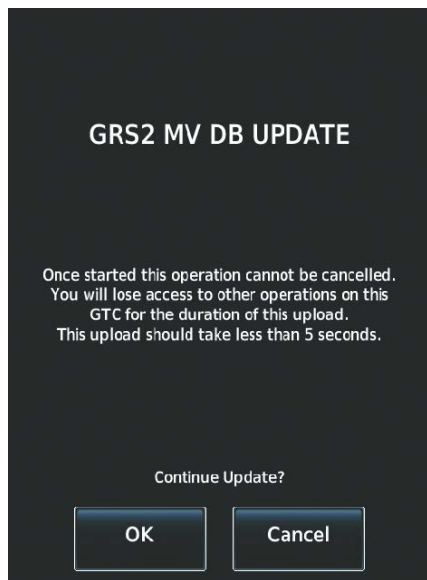 GRS2 MV DB UPDATE
Once started this operation cannot be cancelled.
You will lose access to other operations on this
GTC for the duration of this upload.
This upload should take less than 5 seconds.
Continue Update?
OK
Cancel